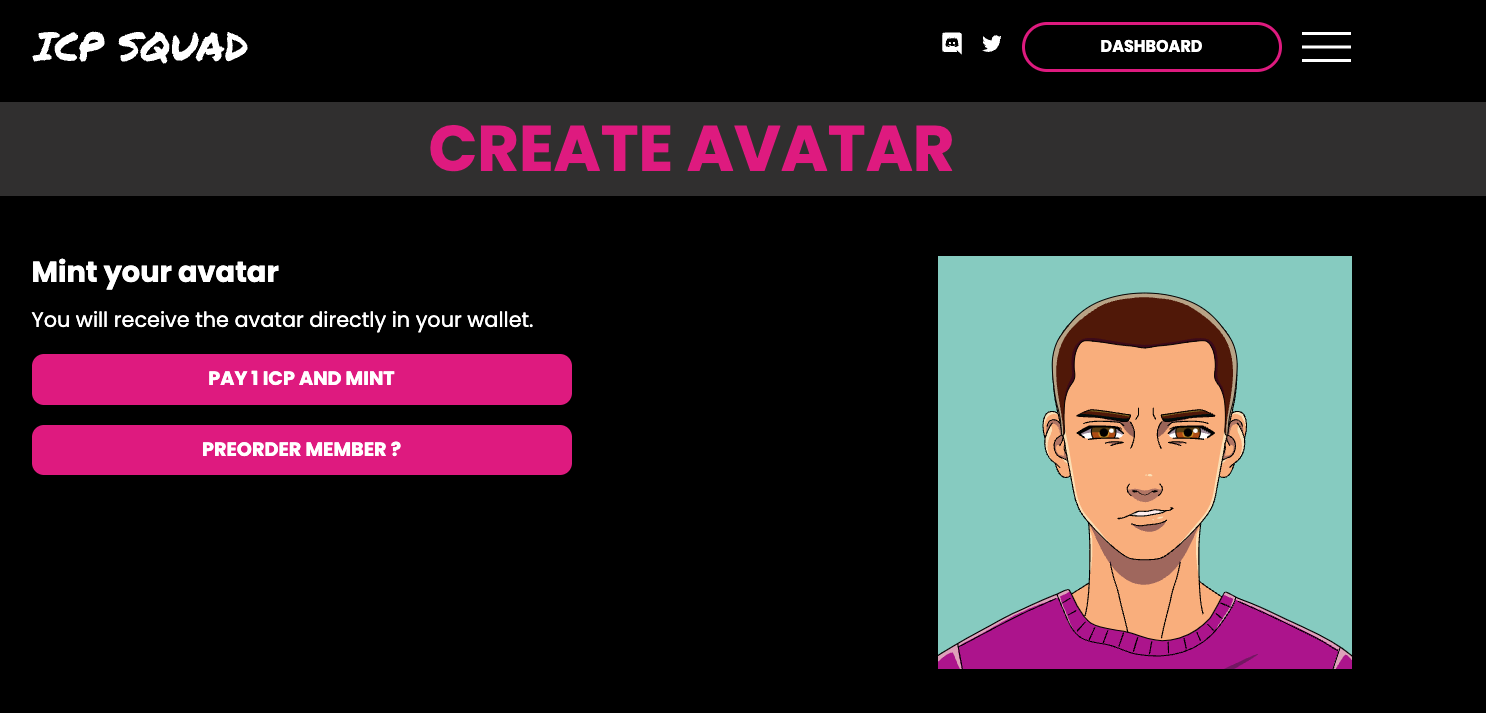 ICP SQUAD
DASHBOARD
CREATE AVATAR
Mint your avatar
You will receive the avatar directly in your wallet.
PAY 1 ICP AND MINT
PREORDER MEMBER ?